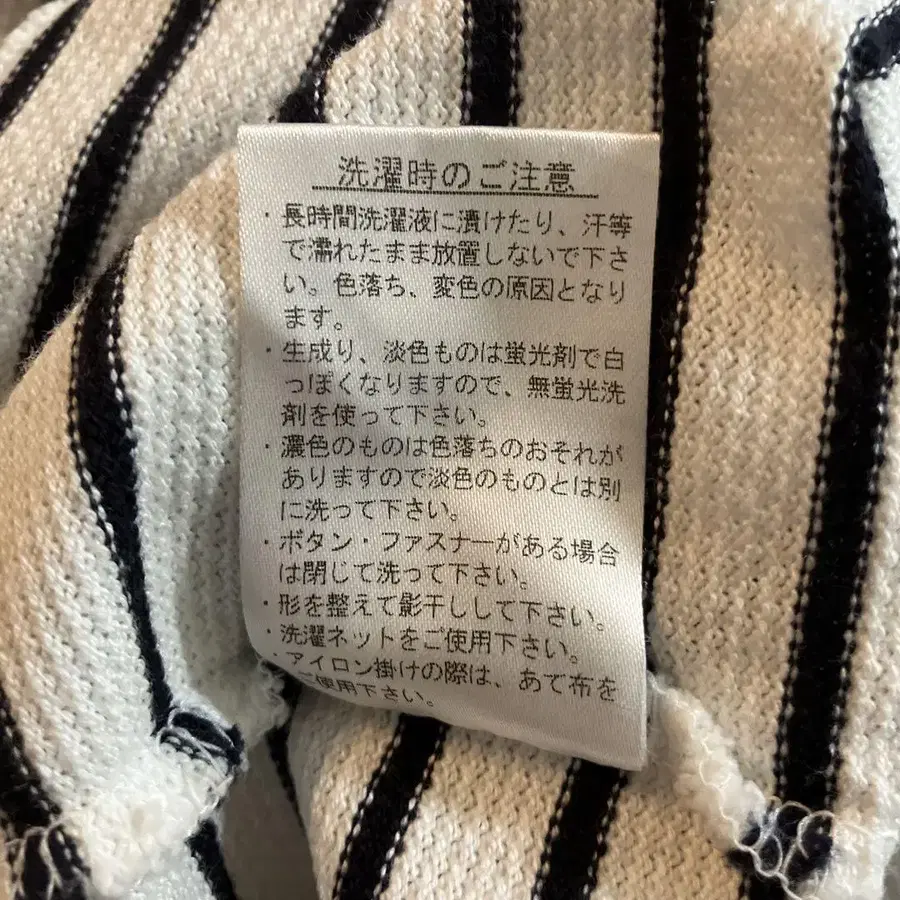 洗濯時のご注意
・長時間洗濯液に漬けたり、汗等
で濡れたまま放置しないで下さ
い。色落ち、変色の原因となり
ます。
・生成り、淡色ものは蛍光剤で白
っぽくなりますので、無蛍光洗
剤を使って下さい。
・濃色のものは色落ちのおそれが
ありますので淡色のものとは別
に洗って下さい。
・ボタン・ファスナーがある場合
は閉じて洗って下さい。
・形を整えて影干しして下さい。
・洗濯ネットをご使用下さい。
・アイロン掛けの際は、あて布を
ご使用下さい。